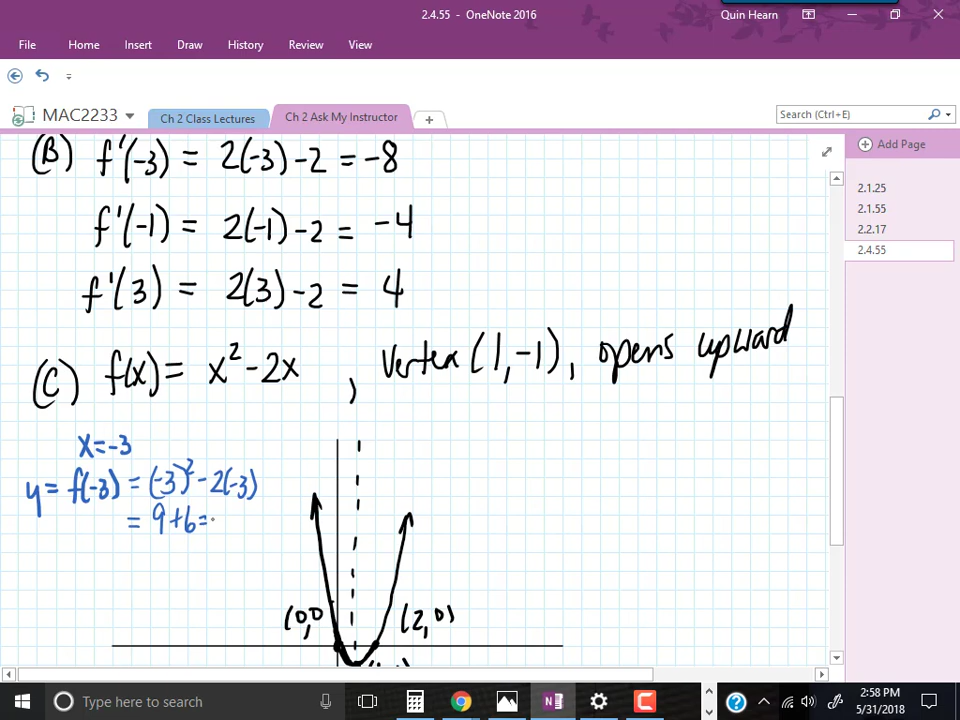 2.4.55 - OneNote 2016
Quin Hearn
File Home Insert Draw History Review View
MAC2233
Ch 2 Class Lectures
Ch 2 Ask My Instructor
Search (Ctrl+E)
Add Page
2.1.25
2.1.55
2.2.17
2.4.55
(B) f'(-3) = 2(-3)-2 = -8
f'(-1) = 2(-1)-2 = -4
f'(3) = 2(3)-2 = 4
(C) f(x) = x²-2x , vertex (1,-1), opens upward
x=-3
y = f(-3) = (-3)²-2(-3)
= 9+6=
(0,0
(2,0)
Type here to search
2:58 PM
5/31/2018